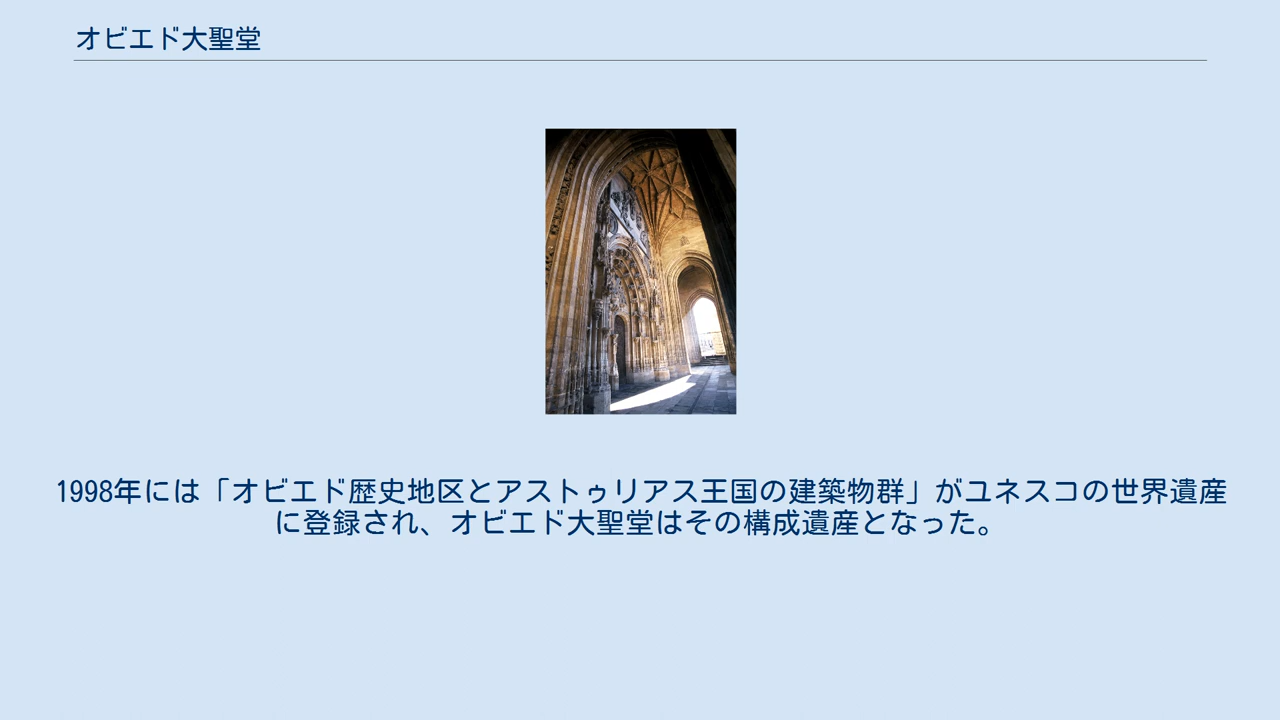 オビエド大聖堂
1998年には「オビエド歴史地区とアストゥリアス王国の建築物群」がユネスコの世界遺産
に登録され、オビエド大聖堂はその構成遺産となった。